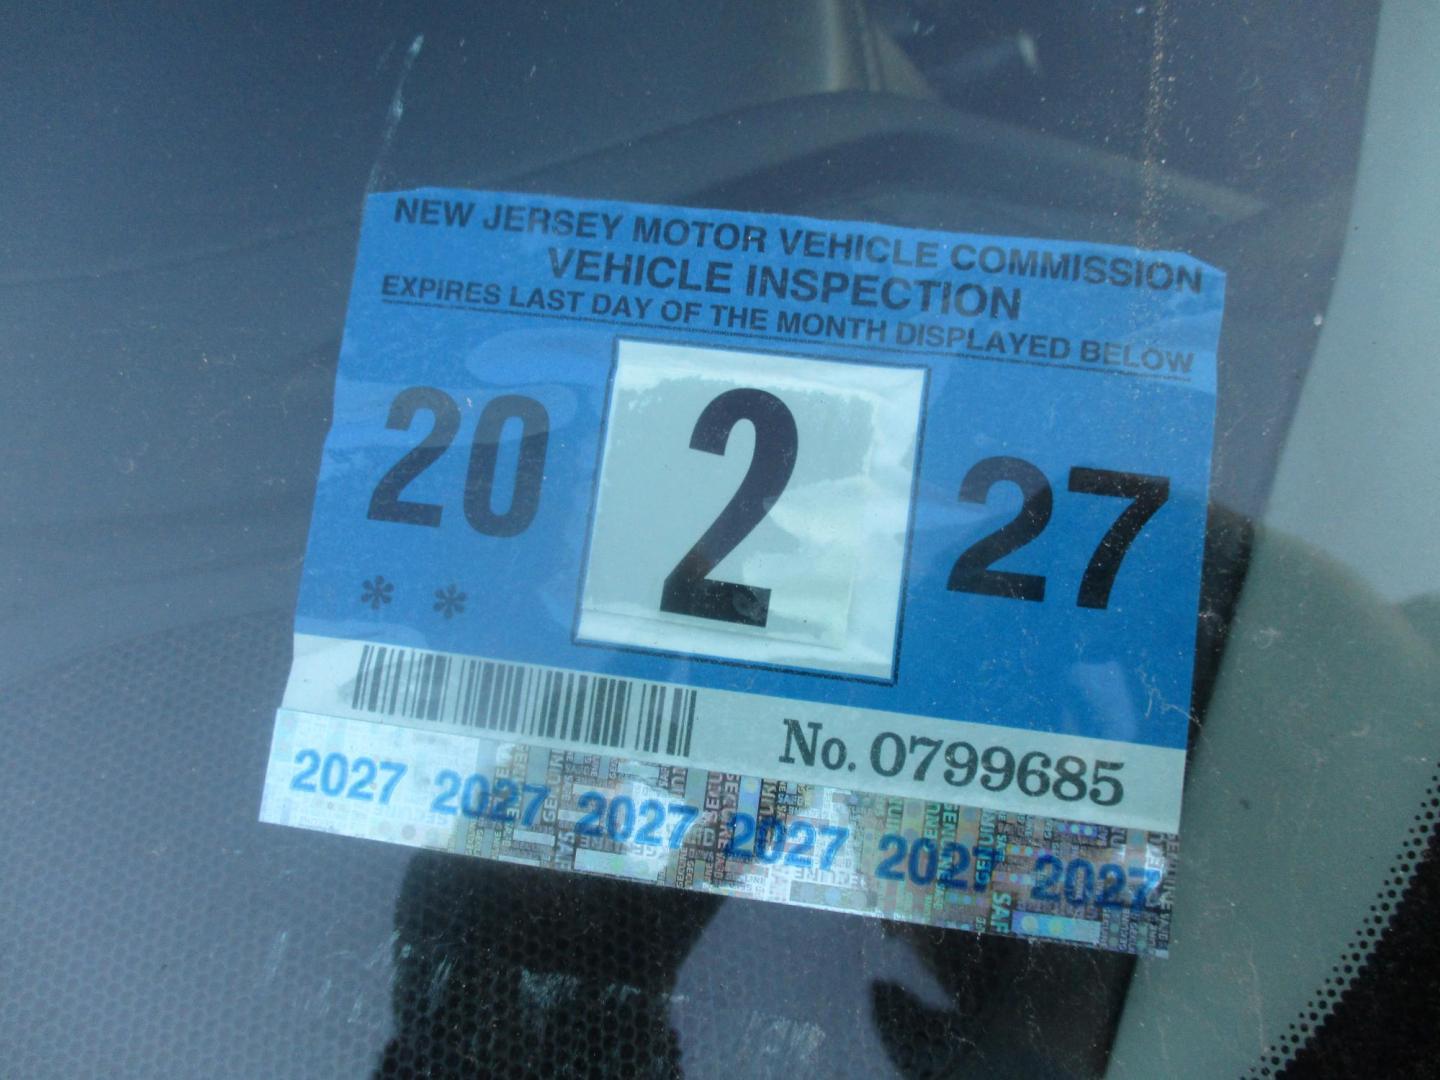 NEW JERSEY MOTOR VEHICLE COMMISSION
VEHICLE INSPECTION
EXPIRES LAST DAY OF THE MONTH DISPLAYED BELOW
20 2 27
* *
No. 0799685
2027 2027 2027 2027 2027 2027